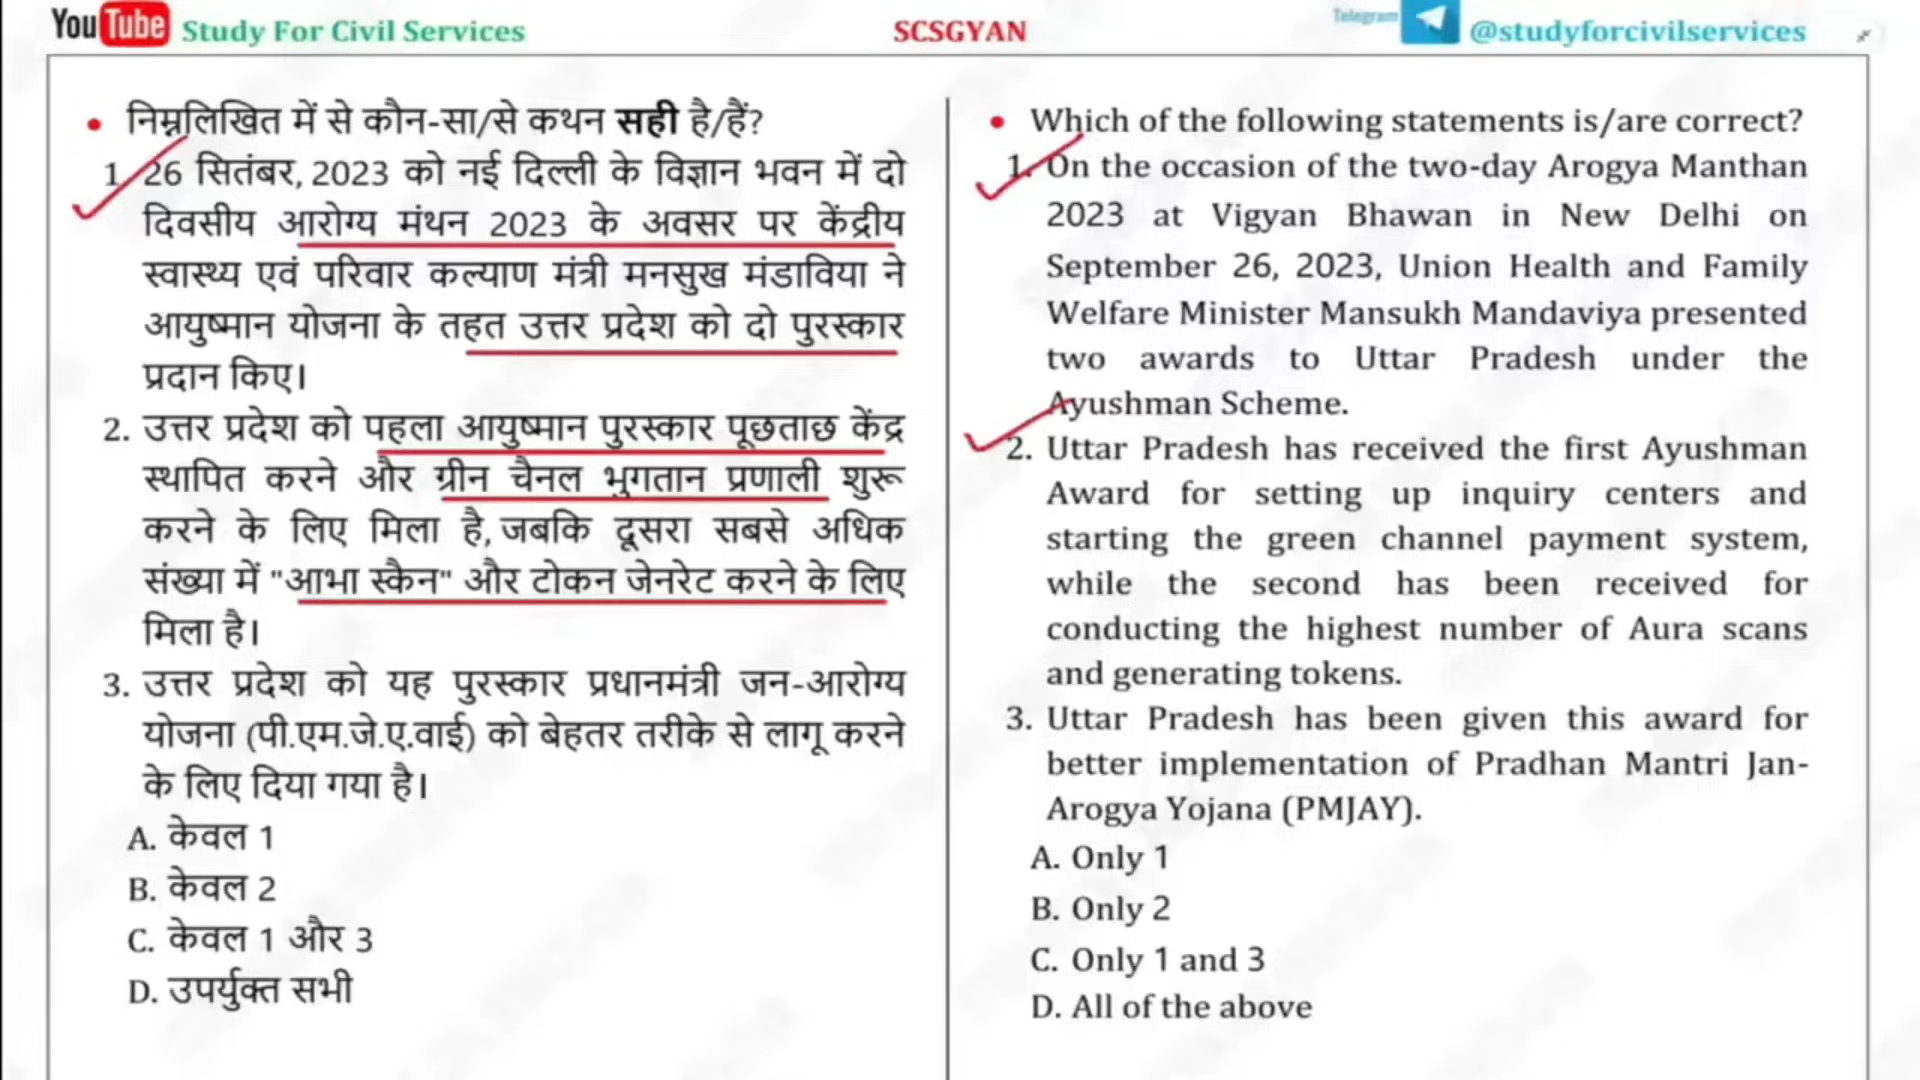 YouTube Study For Civil Services
SCSGYAN
Telegram @studyforcivilservices
• निम्नलिखित में से कौन-सा/से कथन सही है/हैं?
1. 26 सितंबर, 2023 को नई दिल्ली के विज्ञान भवन में दो
दिवसीय आरोग्य मंथन 2023 के अवसर पर केंद्रीय
स्वास्थ्य एवं परिवार कल्याण मंत्री मनसुख मंडाविया ने
आयुष्मान योजना के तहत उत्तर प्रदेश को दो पुरस्कार
प्रदान किए।
2. उत्तर प्रदेश को पहला आयुष्मान पुरस्कार पूछताछ केंद्र
स्थापित करने और ग्रीन चैनल भुगतान प्रणाली शुरू
करने के लिए मिला है, जबकि दूसरा सबसे अधिक
संख्या में "आभा स्कैन" और टोकन जेनरेट करने के लिए
मिला है।
3. उत्तर प्रदेश को यह पुरस्कार प्रधानमंत्री जन-आरोग्य
योजना (पी.एम.जे.ए.वाई) को बेहतर तरीके से लागू करने
के लिए दिया गया है।
A. केवल 1
B. केवल 2
C. केवल 1 और 3
D. उपर्युक्त सभी
• Which of the following statements is/are correct?
1. On the occasion of the two-day Arogya Manthan
2023 at Vigyan Bhawan in New Delhi on
September 26, 2023, Union Health and Family
Welfare Minister Mansukh Mandaviya presented
two awards to Uttar Pradesh under the
Ayushman Scheme.
2. Uttar Pradesh has received the first Ayushman
Award for setting up inquiry centers and
starting the green channel payment system,
while the second has been received for
conducting the highest number of Aura scans
and generating tokens.
3. Uttar Pradesh has been given this award for
better implementation of Pradhan Mantri Jan-
Arogya Yojana (PMJAY).
A. Only 1
B. Only 2
C. Only 1 and 3
D. All of the above